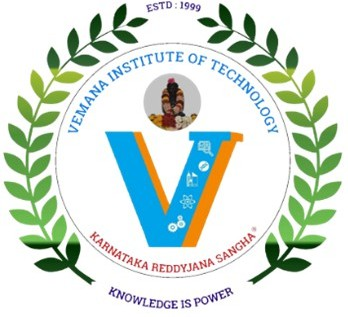 ESTD : 1999
VEMANA INSTITUTE OF TECHNOLOGY
V
KARNATAKA REDDYJANA SANGHA®
KNOWLEDGE IS POWER